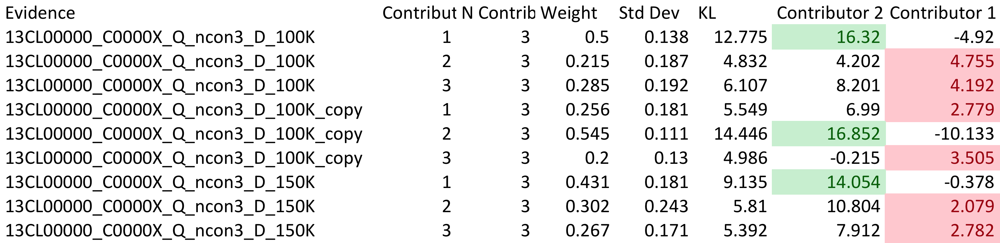 Evidence Contribut N Contrib Weight Std Dev KL Contributor 2 Contributor 1
13CL00000_C0000X_Q_ncon3_D_100K 1 3 0.5 0.138 12.775 16.32 -4.92
13CL00000_C0000X_Q_ncon3_D_100K 2 3 0.215 0.187 4.832 4.202 4.755
13CL00000_C0000X_Q_ncon3_D_100K 3 3 0.285 0.192 6.107 8.201 4.192
13CL00000_C0000X_Q_ncon3_D_100K_copy 1 3 0.256 0.181 5.549 6.99 2.779
13CL00000_C0000X_Q_ncon3_D_100K_copy 2 3 0.545 0.111 14.446 16.852 -10.133
13CL00000_C0000X_Q_ncon3_D_100K_copy 3 3 0.2 0.13 4.986 -0.215 3.505
13CL00000_C0000X_Q_ncon3_D_150K 1 3 0.431 0.181 9.135 14.054 -0.378
13CL00000_C0000X_Q_ncon3_D_150K 2 3 0.302 0.243 5.81 10.804 2.079
13CL00000_C0000X_Q_ncon3_D_150K 3 3 0.267 0.171 5.392 7.912 2.782